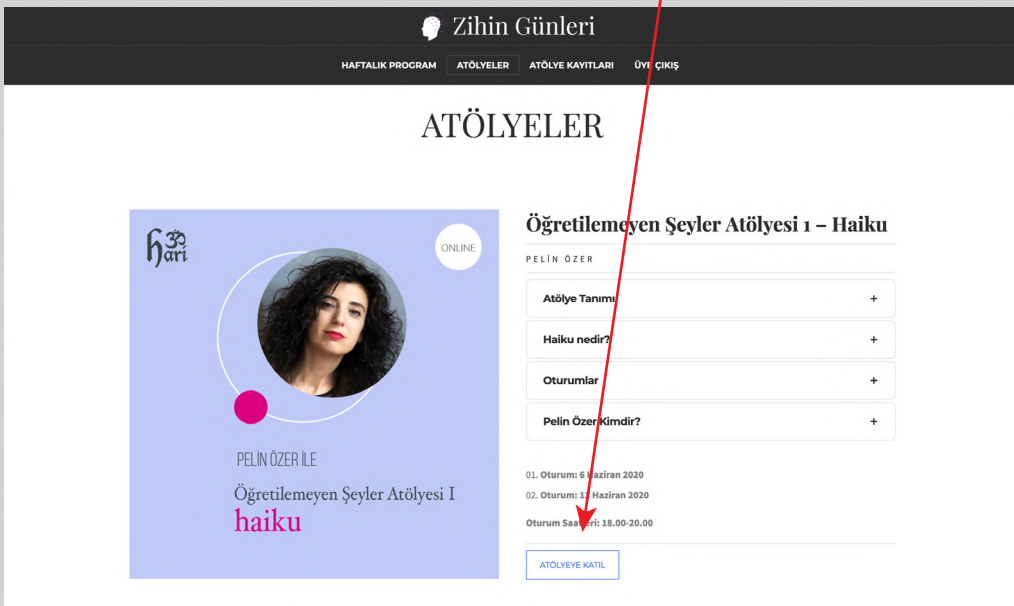 Zihin Günleri
HAFTALIK PROGRAM ATÖLYELER ATÖLYE KAYITLARI ÜYE ÇIKIŞ
ATÖLYELER
hari
ONLINE
PELİN ÖZER İLE
Öğretilemeyen Şeyler Atölyesi I
haiku
Öğretilemeyen Şeyler Atölyesi 1 – Haiku
PELİN ÖZER
Atölye Tanımı +
Haiku nedir? +
Oturumlar +
Pelin Özer Kimdir? +
01. Oturum: 6 Haziran 2020
02. Oturum: 13 Haziran 2020
Oturum Saatleri: 18.00-20.00
ATÖLYEYE KATIL